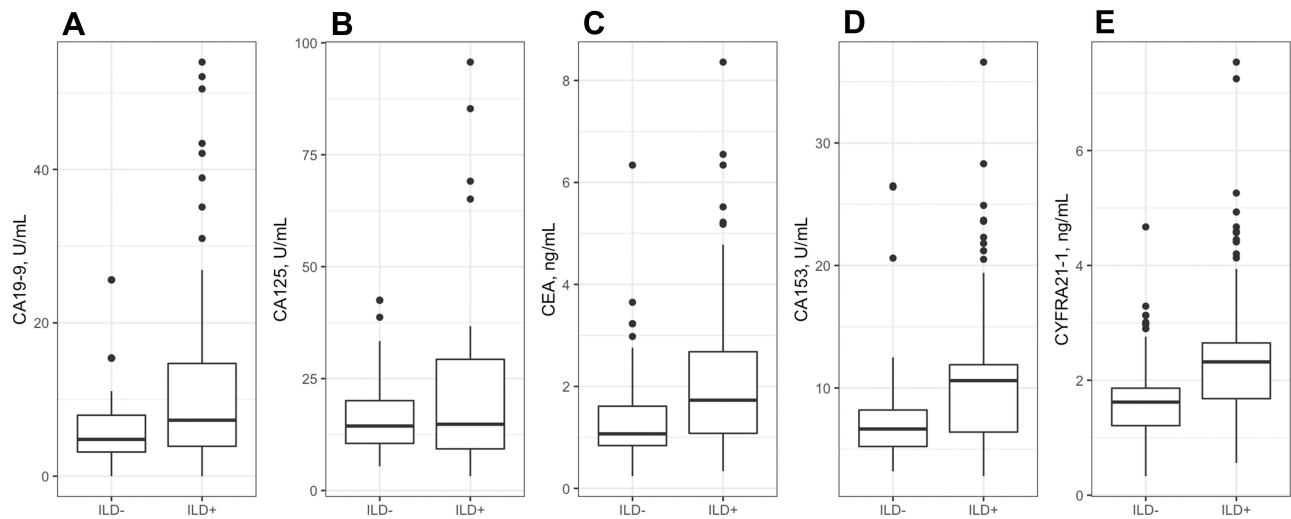 A
B
C
D
E
CA19-9, U/mL
40
20
0
ILD-
ILD+
CA125, U/mL
100
75
50
25
0
ILD-
ILD+
CEA, ng/mL
8
6
4
2
0
ILD-
ILD+
CA153, U/mL
30
20
10
ILD-
ILD+
CYFRA21-1, ng/mL
6
4
2
0
ILD-
ILD+